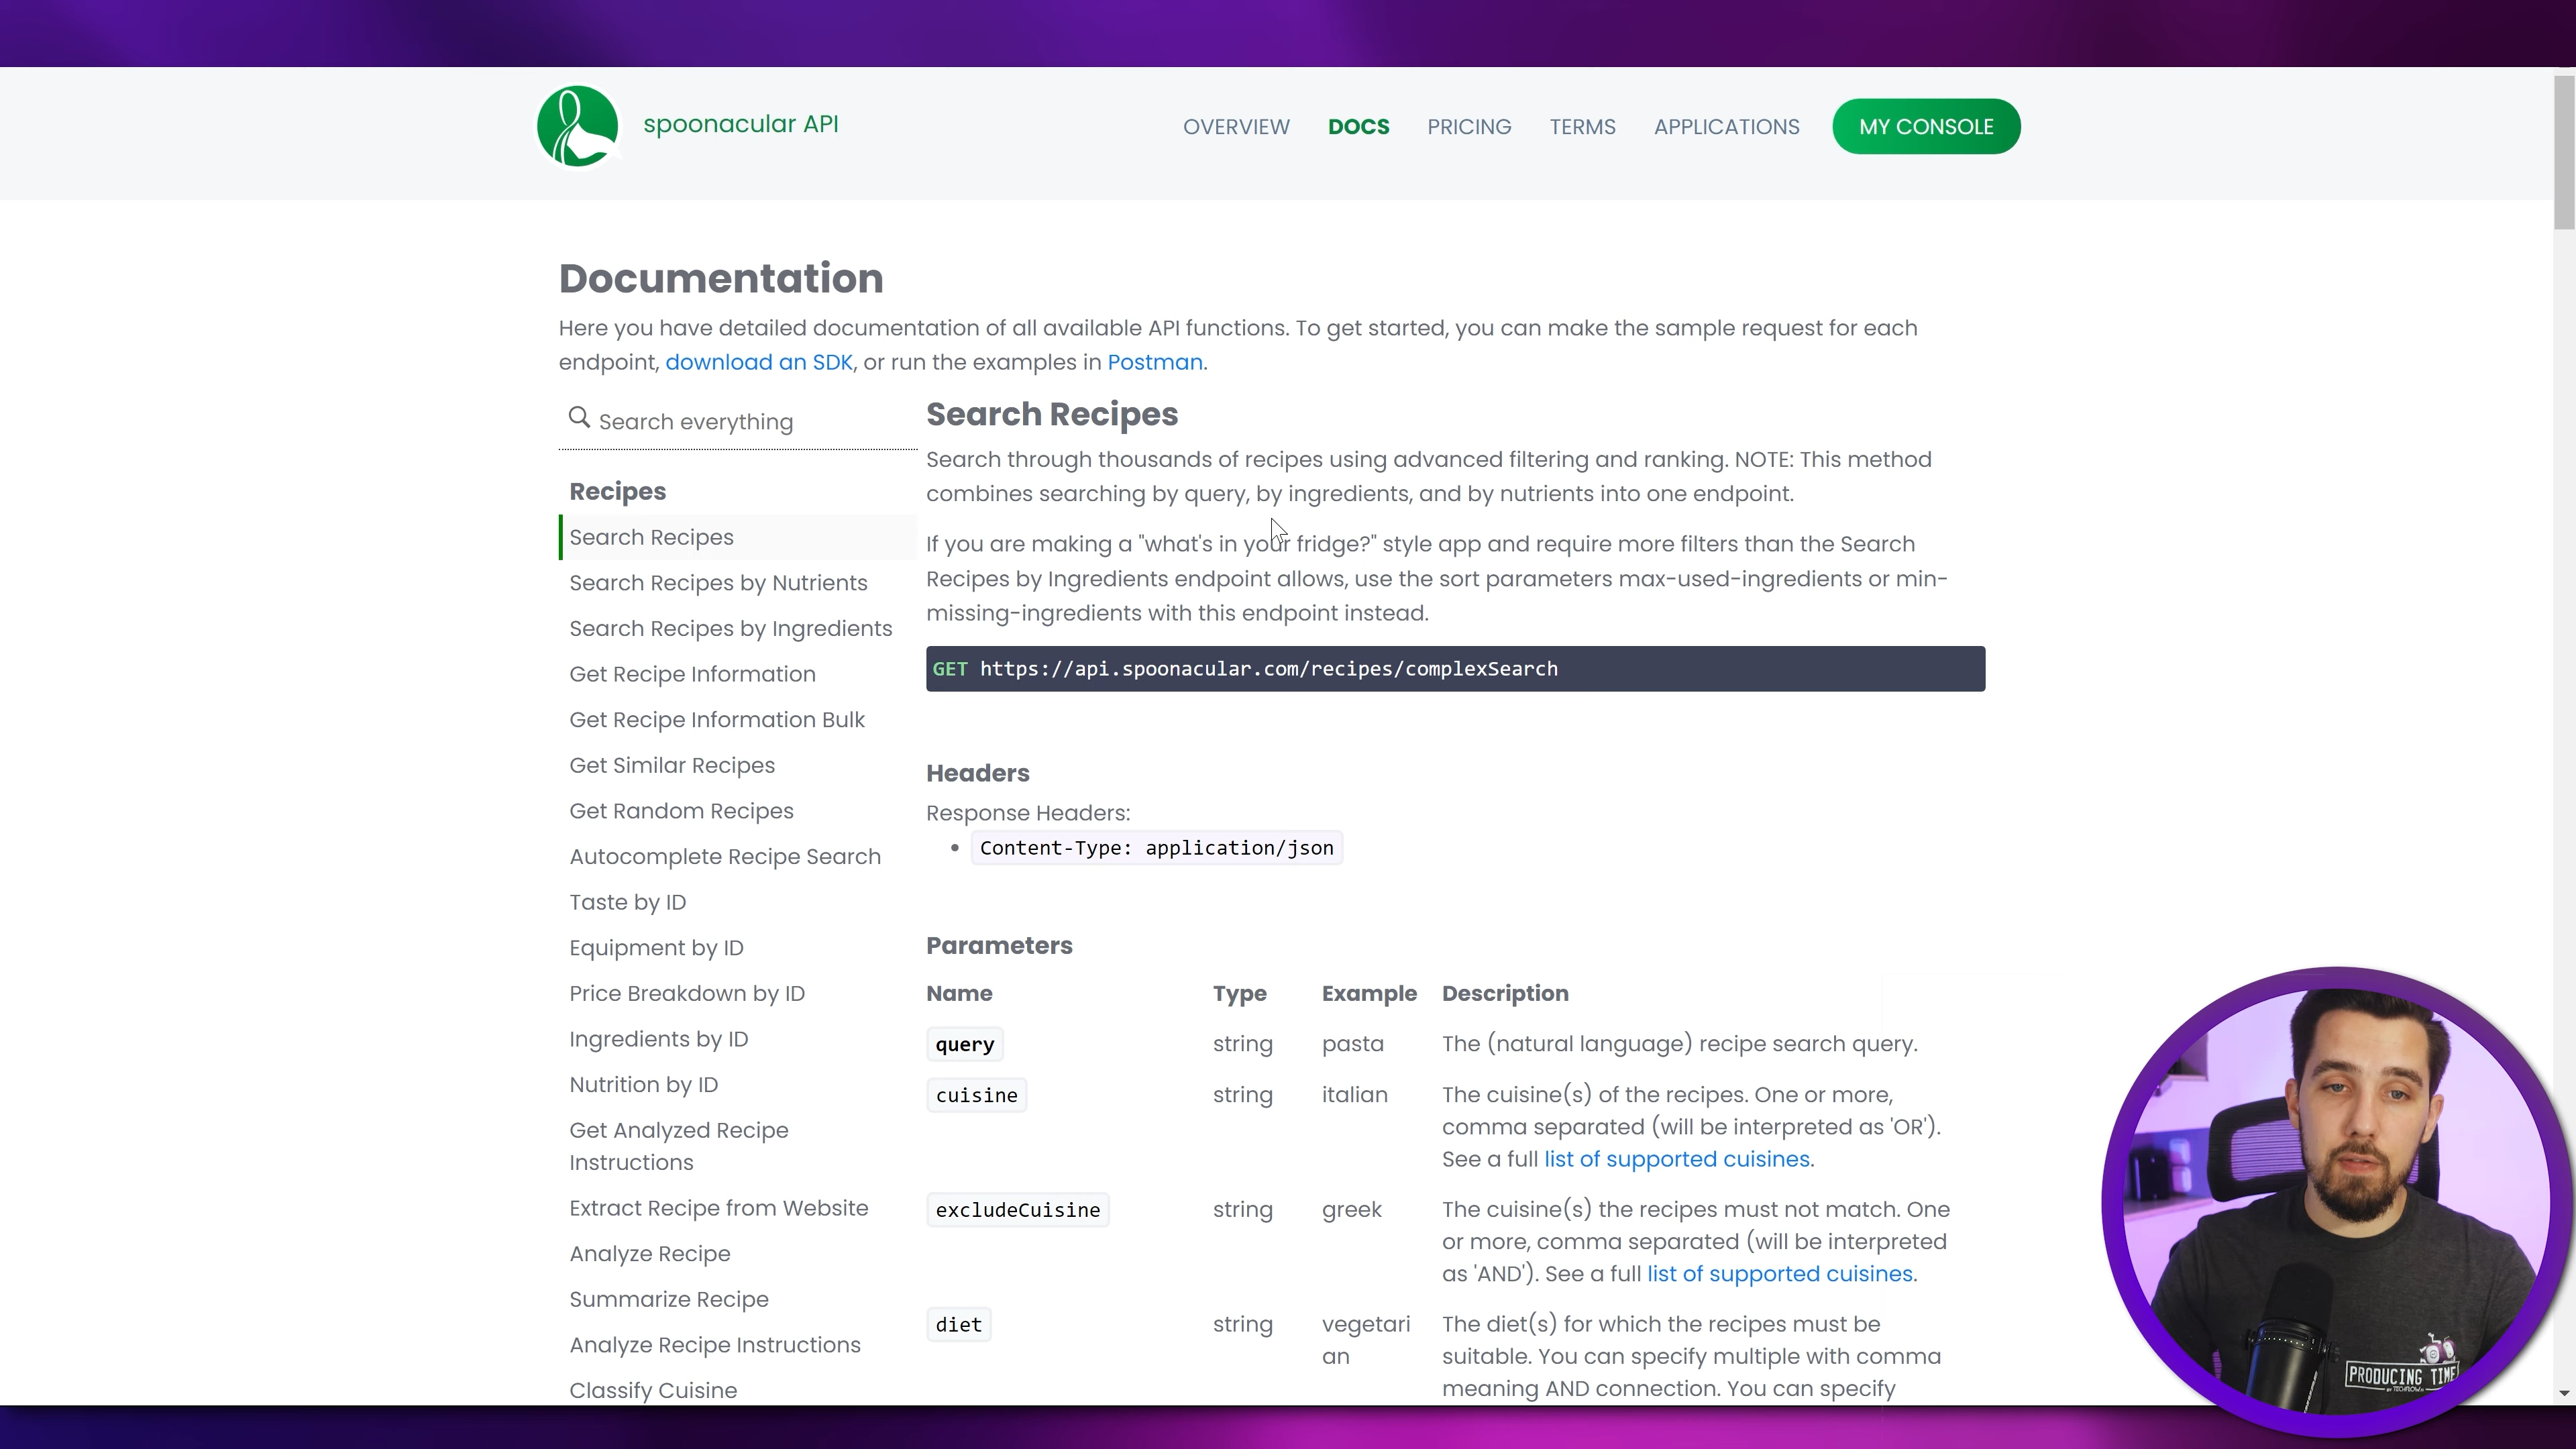 spoonacular API
OVERVIEW
DOCS
PRICING
TERMS
APPLICATIONS
MY CONSOLE
Documentation
Here you have detailed documentation of all available API functions. To get started, you can make the sample request for each
endpoint, download an SDK, or run the examples in Postman.
Search everything
Recipes
Search Recipes
Search Recipes by Nutrients
Search Recipes by Ingredients
Get Recipe Information
Get Recipe Information Bulk
Get Similar Recipes
Get Random Recipes
Autocomplete Recipe Search
Taste by ID
Equipment by ID
Price Breakdown by ID
Ingredients by ID
Nutrition by ID
Get Analyzed Recipe
Instructions
Extract Recipe from Website
Analyze Recipe
Summarize Recipe
Analyze Recipe Instructions
Classify Cuisine
Search Recipes
Search through thousands of recipes using advanced filtering and ranking. NOTE: This method
combines searching by query, by ingredients, and by nutrients into one endpoint.
If you are making a "what's in your fridge?" style app and require more filters than the Search
Recipes by Ingredients endpoint allows, use the sort parameters max-used-ingredients or min-
missing-ingredients with this endpoint instead.
GET https://api.spoonacular.com/recipes/complexSearch
Headers
Response Headers:
• Content-Type: application/json
Parameters
Name Type Example Description
query string pasta The (natural language) recipe search query.
cuisine string italian The cuisine(s) of the recipes. One or more,
comma separated (will be interpreted as 'OR').
See a full list of supported cuisines.
excludeCuisine string greek The cuisine(s) the recipes must not match. One
or more, comma separated (will be interpreted
as 'AND'). See a full list of supported cuisines.
diet string vegetari The diet(s) for which the recipes must be
an suitable. You can specify multiple with comma
meaning AND connection. You can specify
PRODUCING TIME